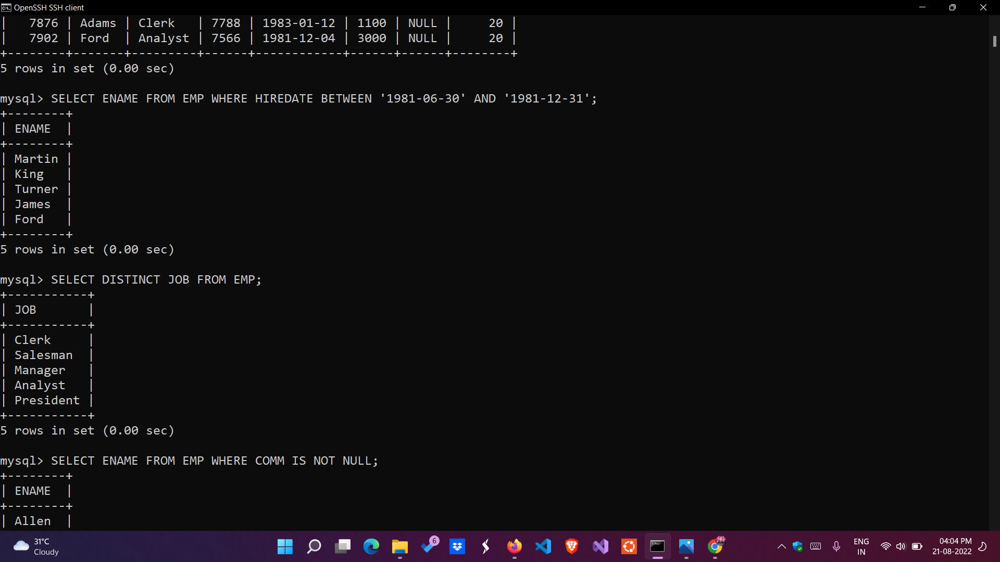 OpenSSH SSH client
|   7876 | Adams | Clerk   | 7788 | 1983-01-12 | 1100 | NULL |     20 |
|   7902 | Ford  | Analyst | 7566 | 1981-12-04 | 3000 | NULL |     20 |
+--------+-------+---------+------+------------+------+------+--------+
5 rows in set (0.00 sec)
mysql> SELECT ENAME FROM EMP WHERE HIREDATE BETWEEN '1981-06-30' AND '1981-12-31';
+--------+
| ENAME  |
+--------+
| Martin |
| King   |
| Turner |
| James  |
| Ford   |
+--------+
5 rows in set (0.00 sec)
mysql> SELECT DISTINCT JOB FROM EMP;
+-----------+
| JOB       |
+-----------+
| Clerk     |
| Salesman  |
| Manager   |
| Analyst   |
| President |
+-----------+
5 rows in set (0.00 sec)
mysql> SELECT ENAME FROM EMP WHERE COMM IS NOT NULL;
+--------+
| ENAME  |
+--------+
| Allen  |
31°C
Cloudy
6
ENG
IN
04:04 PM
21-08-2022